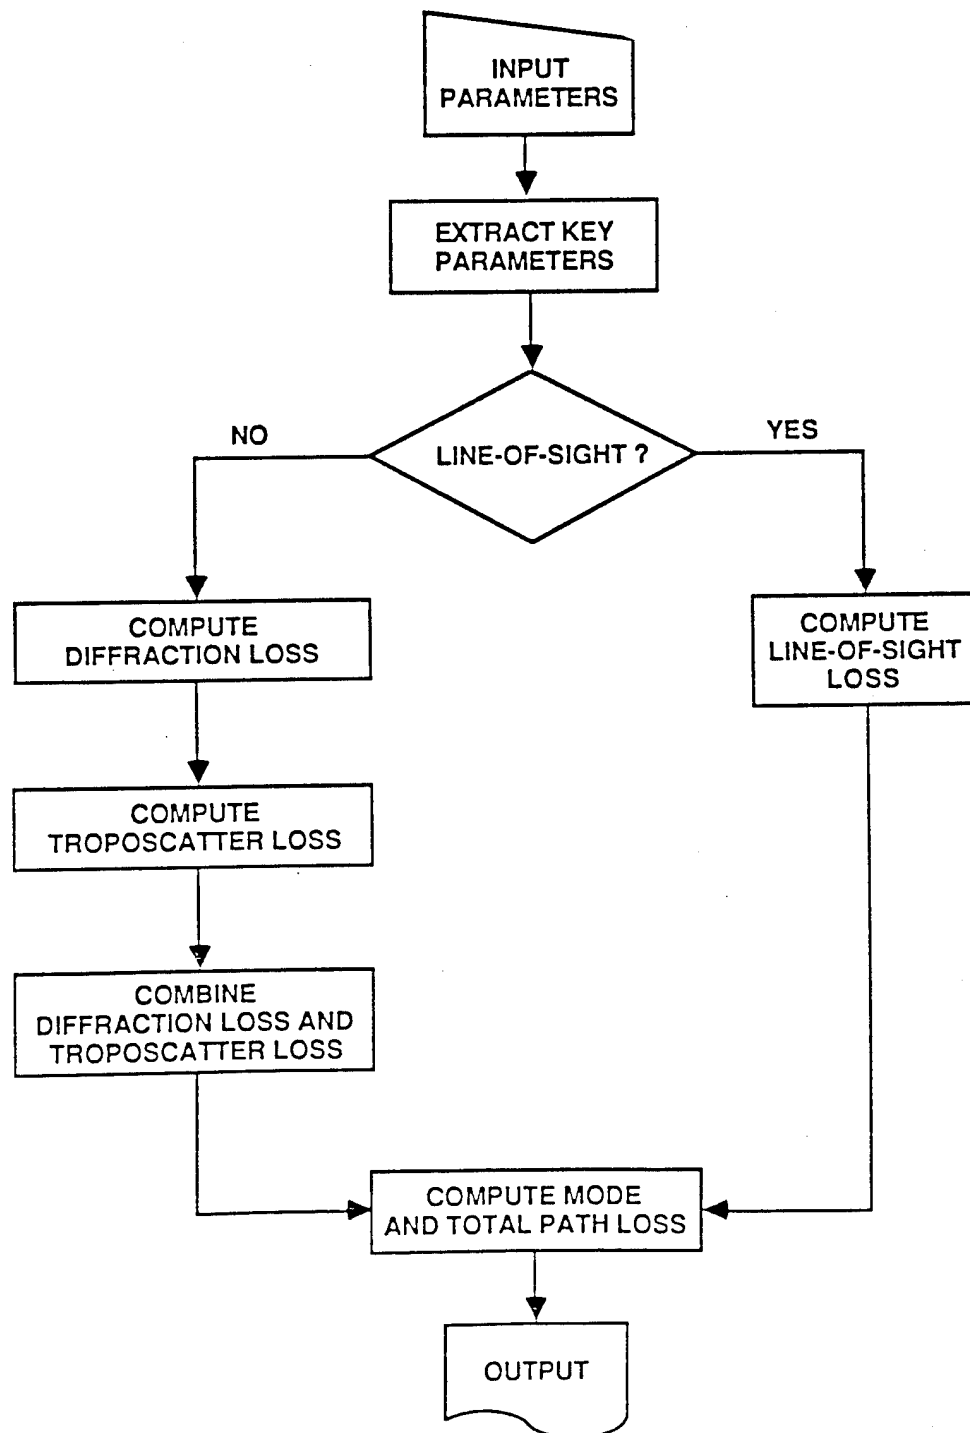 INPUT
PARAMETERS
EXTRACT KEY
PARAMETERS
NO
YES
LINE-OF-SIGHT ?
COMPUTE
DIFFRACTION LOSS
COMPUTE
LINE-OF-SIGHT
LOSS
COMPUTE
TROPOSCATTER LOSS
COMBINE
DIFFRACTION LOSS AND
TROPOSCATTER LOSS
COMPUTE MODE
AND TOTAL PATH LOSS
OUTPUT